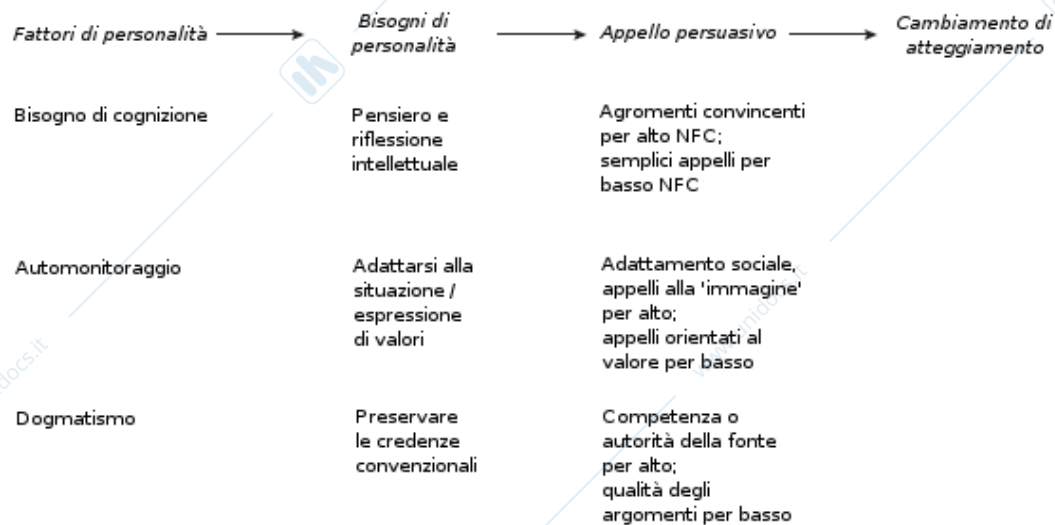 Fattori di personalità
Bisogni di
personalità
Appello persuasivo
Cambiamento di
atteggiamento
Bisogno di cognizione
Pensiero e
riflessione
intellettuale
Agromenti convincenti
per alto NFC;
semplici appelli per
basso NFC
Automonitoraggio
Adattarsi alla
situazione /
espressione
di valori
Adattamento sociale,
appelli alla 'immagine'
per alto;
appelli orientati al
valore per basso
Dogmatismo
Preservare
le credenze
convenzionali
Competenza o
autorità della fonte
per alto;
qualità degli
argomenti per basso